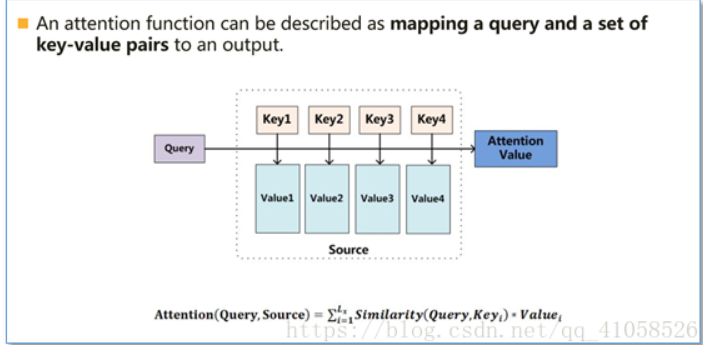 An attention function can be described as mapping a query and a set of
key-value pairs to an output.
Key1 Key2 Key3 Key4
Query
Attention
Value
Value1 Value2 Value3 Value4
Source
Attention(Query, Source) = Σ_{i=1}^{L_x} Similarity(Query, Key_i) * Value_i
https://blog.csdn.net/qq_41058526